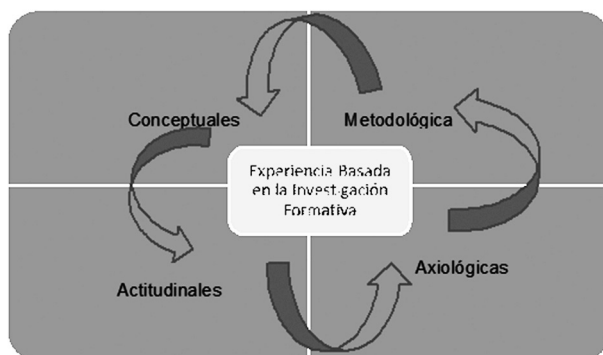 Conceptuales
Metodológica
Experiencia Basada
en la Investigación
Formativa
Actitudinales
Axiológicas